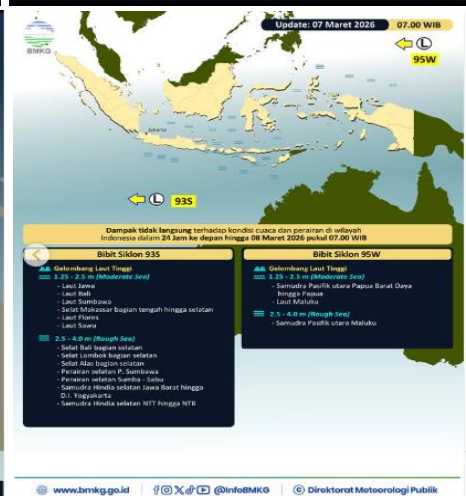 BMKG
Update: 07 Maret 2026
07.00 WIB
L
95W
Jakarta
L
93S
Dampak tidak langsung terhadap kondisi cuaca dan perairan di wilayah
Indonesia dalam 24 Jam ke depan hingga 08 Maret 2026 pukul 07.00 WIB
Bibit Siklon 93S
Gelombang Laut Tinggi
1.25 - 2.5 m (Moderate Sea)
- Laut Jawa
- Laut Bali
- Laut Sumbawa
- Selat Makassar bagian tengah hingga selatan
- Laut Flores
- Laut Sawu
2.5 - 4.0 m (Rough Sea)
- Selat Bali bagian selatan
- Selat Lombok bagian selatan
- Selat Alas bagian selatan
- Perairan selatan P. Sumbawa
- Perairan selatan Sumba - Sabu
- Samudra Hindia selatan Jawa Barat hingga
D.I. Yogyakarta
- Samudra Hindia selatan NTT hingga NTB
Bibit Siklon 95W
Gelombang Laut Tinggi
1.25 - 2.5 m (Moderate Sea)
- Samudra Pasifik utara Papua Barat Daya
hingga Papua
- Laut Maluku
2.5 - 4.0 m (Rough Sea)
- Samudra Pasifik utara Maluku
www.bmkg.go.id
@InfoBMKG
© Direktorat Meteorologi Publik